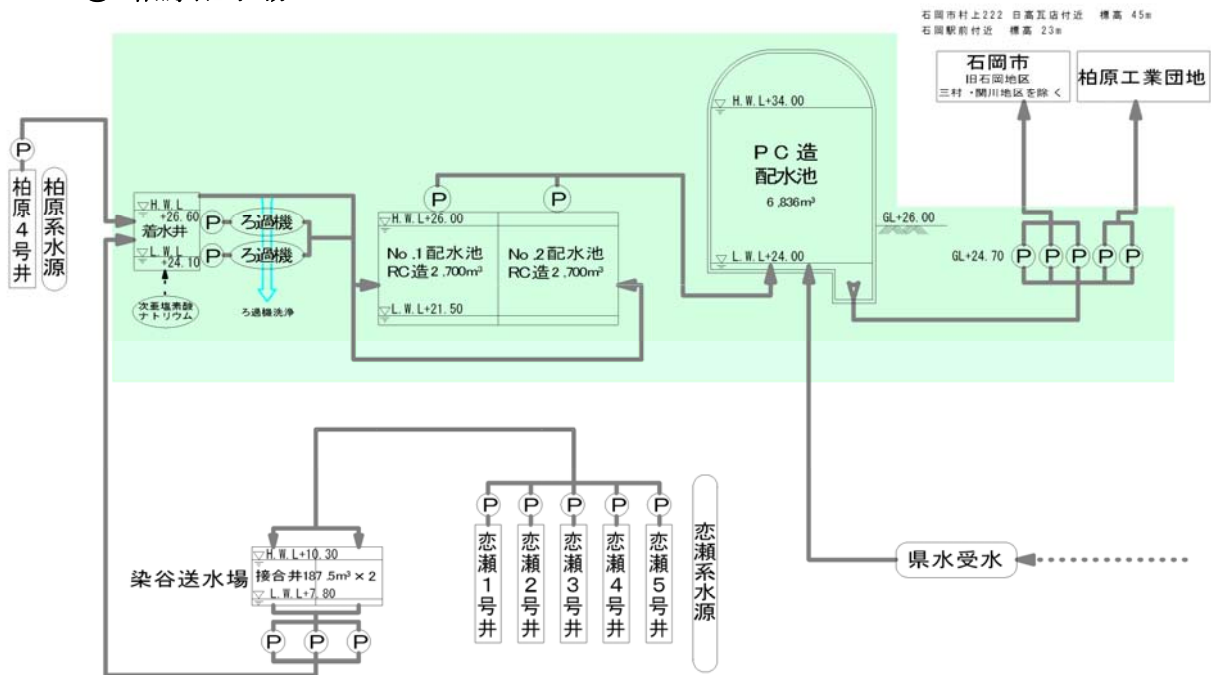 石岡市村上222 日高瓦店付近 標高 45m
石岡駅前付近 標高 23m
石岡市
旧石岡地区
三村・関川地区を除く
柏原工業団地
H.W.L+34.00
PC造
配水池
6,836m³
L.W.L+24.00
GL+26.00
GL+24.70
P
P
P
P
P
P
柏原4号井
柏原系水源
H.W.L
+26.60
着水井
L.W.L
+24.10
次亜塩素酸
ナトリウム
P
ろ過機
P
ろ過機
ろ過機洗浄
P
P
H.W.L+26.00
No.1配水池
RC造2,700m³
No.2配水池
RC造2,700m³
L.W.L+21.50
染谷送水場
H.W.L+10.30
接合井187.5m³×2
L.W.L+7.80
P
P
P
P
P
P
P
P
恋瀬1号井
恋瀬2号井
恋瀬3号井
恋瀬4号井
恋瀬5号井
恋瀬系水源
県水受水